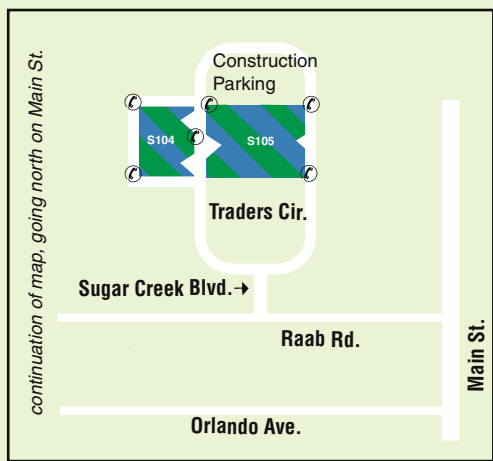 continuation of map, going north on Main St.
Construction
Parking
S104
S105
Traders Cir.
Sugar Creek Blvd.
Raab Rd.
Main St.
Orlando Ave.